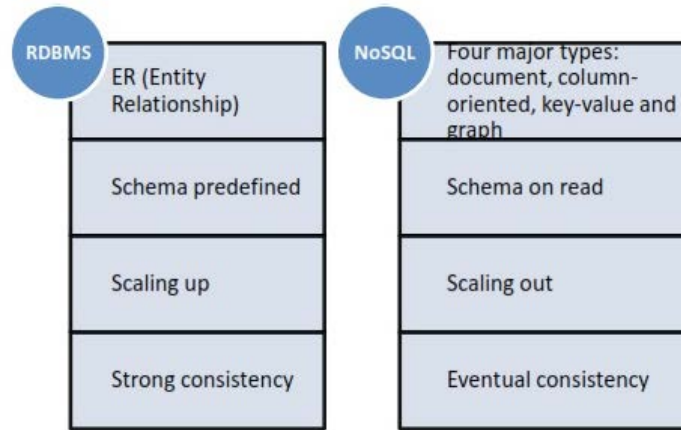 RDBMS
ER (Entity
Relationship)
Schema predefined
Scaling up
Strong consistency
NoSQL
Four major types:
document, column-
oriented, key-value and
graph
Schema on read
Scaling out
Eventual consistency